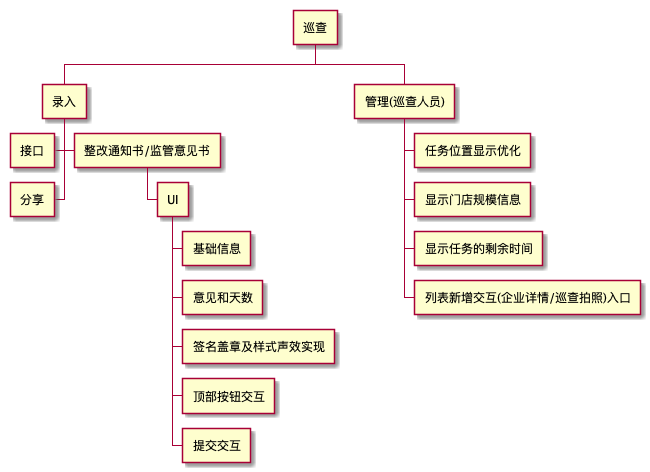 巡查
录入
管理(巡查人员)
接口
整改通知书/监管意见书
任务位置显示优化
分享
UI
显示门店规模信息
基础信息
显示任务的剩余时间
意见和天数
列表新增交互(企业详情/巡查拍照)入口
签名盖章及样式声效实现
顶部按钮交互
提交交互